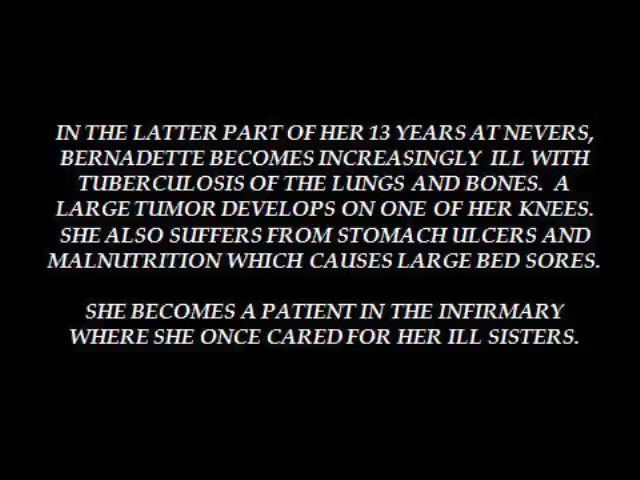 IN THE LATTER PART OF HER 13 YEARS AT NEVERS,
BERNADETTE BECOMES INCREASINGLY ILL WITH
TUBERCULOSIS OF THE LUNGS AND BONES. A
LARGE TUMOR DEVELOPS ON ONE OF HER KNEES.
SHE ALSO SUFFERS FROM STOMACH ULCERS AND
MALNUTRITION WHICH CAUSES LARGE BED SORES.
SHE BECOMES A PATIENT IN THE INFIRMARY
WHERE SHE ONCE CARED FOR HER ILL SISTERS.